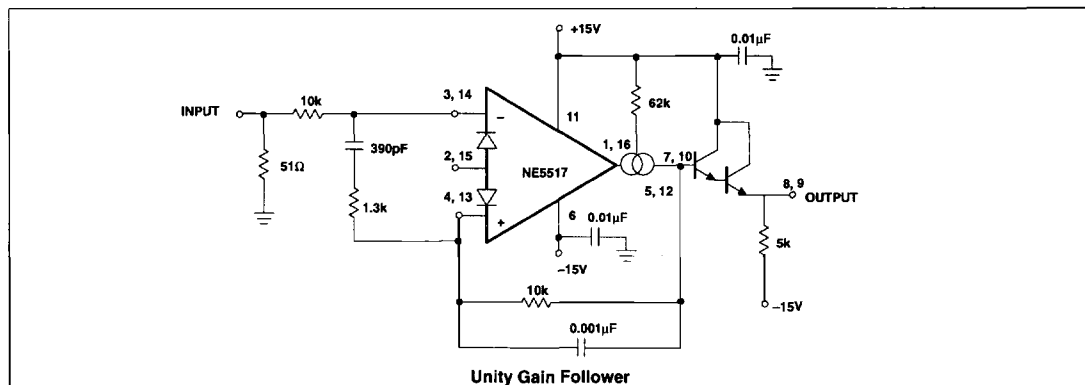 +15V
0.01µF
INPUT
10k
3, 14
–
11
62k
390pF
2, 15
NE5517
1, 16
7, 10
51Ω
4, 13
5, 12
8, 9
OUTPUT
1.3k
+
6
0.01µF
5k
–15V
–15V
10k
0.001µF
Unity Gain Follower